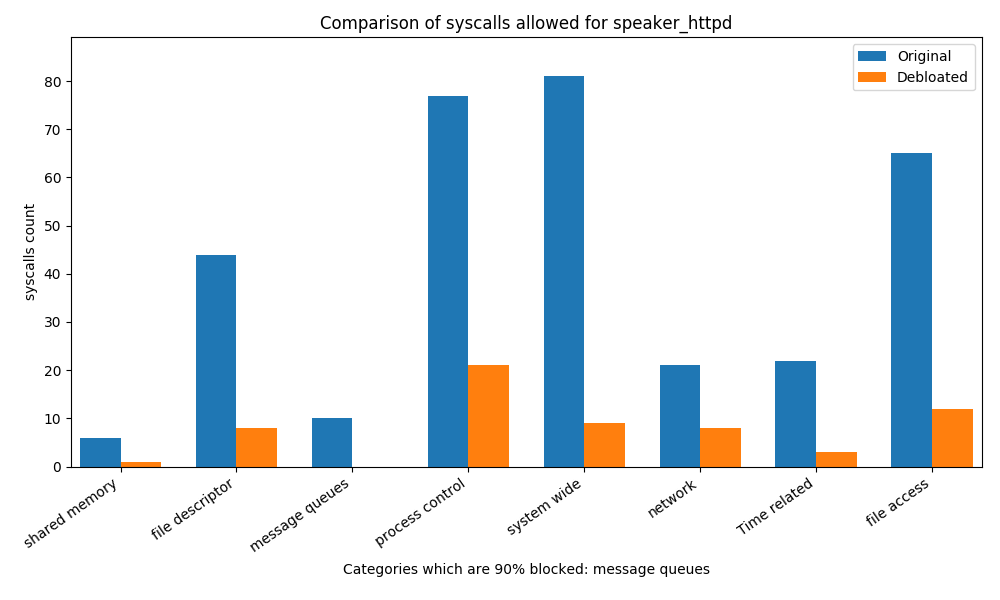 Comparison of syscalls allowed for speaker_httpd
Original
Debloated
syscalls count
80
70
60
50
40
30
20
10
0
shared memory
file descriptor
message queues
process control
system wide
network
Time related
file access
Categories which are 90% blocked: message queues